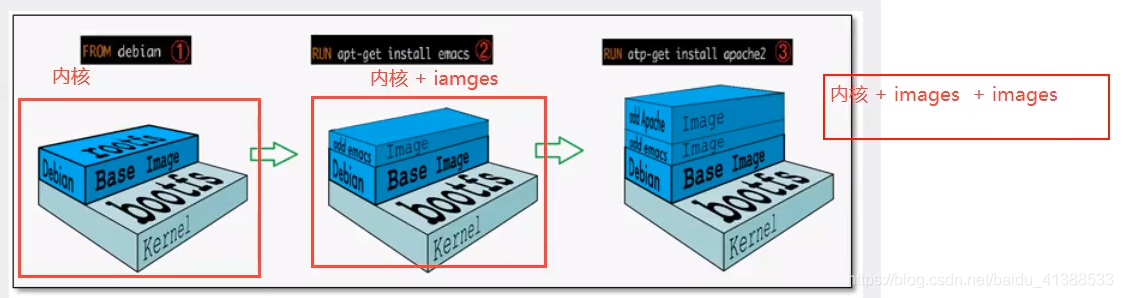 FROM debian ①
RUN apt-get install emacs ②
RUN atp-get install apache2 ③
内核
内核 + iamges
内核 + images + images
rootfs
Debian Base Image
bootfs
Kernel
add emacs Image
Debian Base Image
bootfs
Kernel
add Apache Image
add emacs Image
Debian Base Image
bootfs
Kernel
https://blog.csdn.net/baidu_41388533